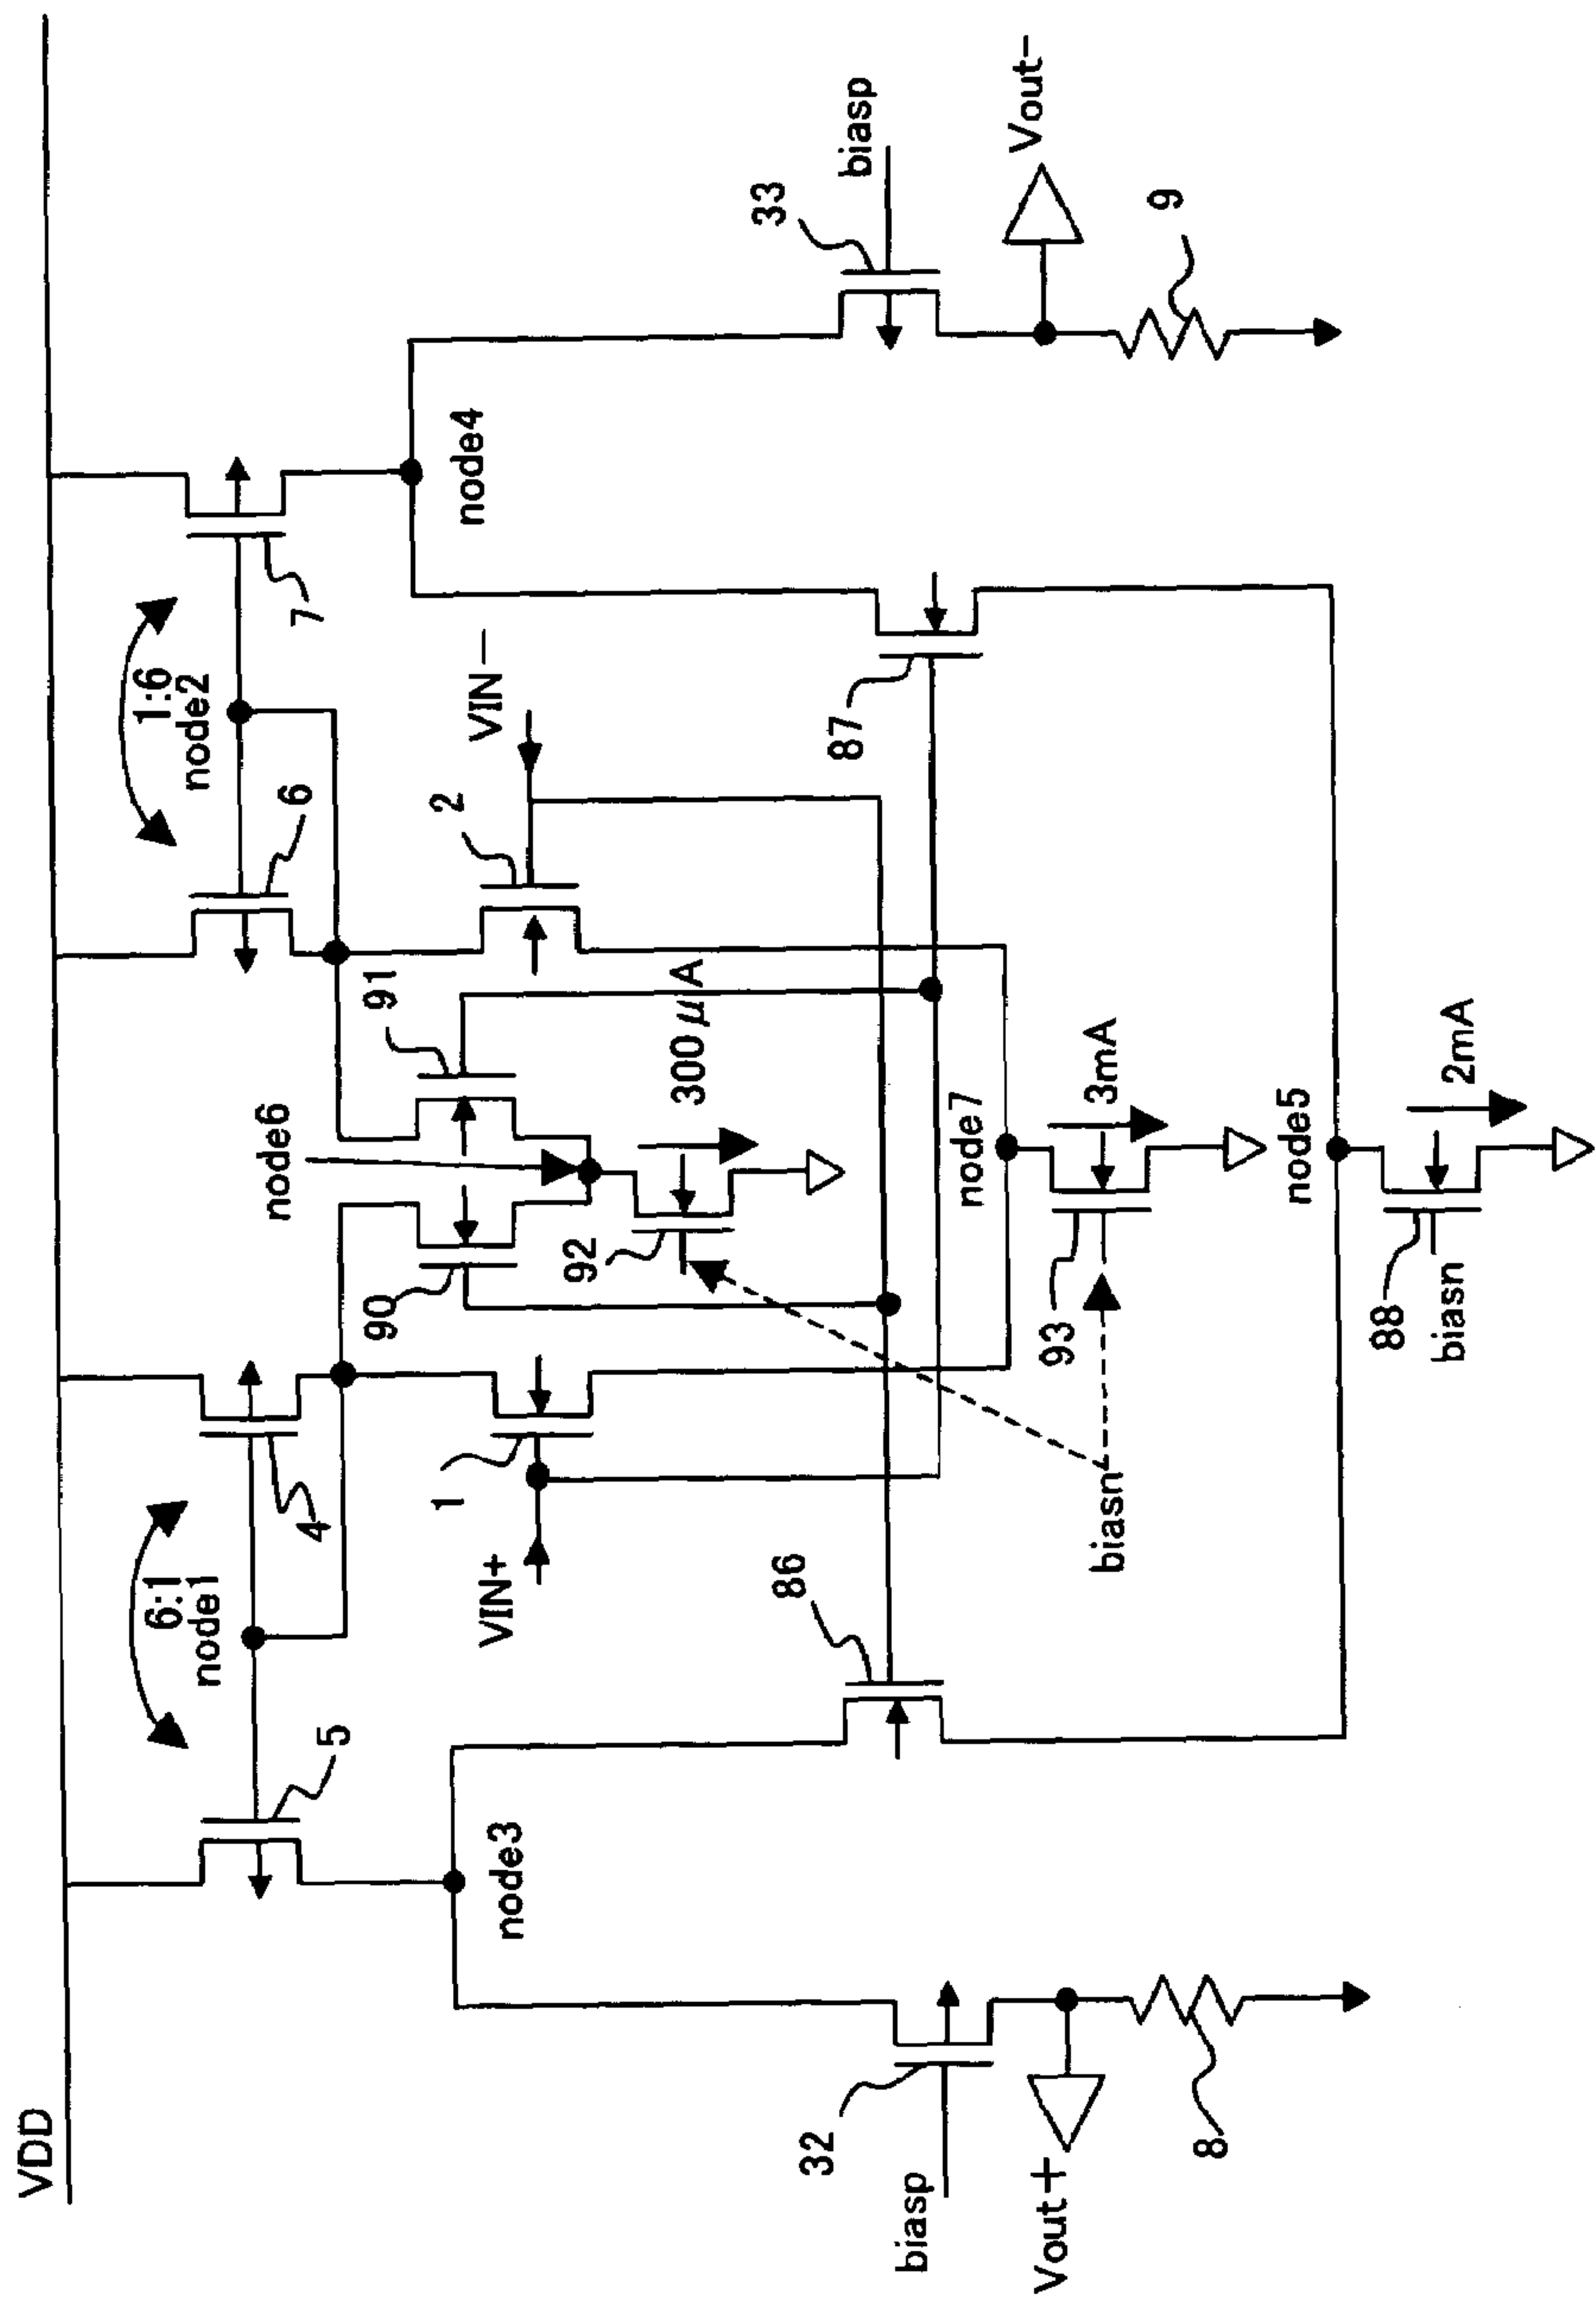 VDD
6:1
node1
1:6
node2
5
4
6
7
node3
node6
node4
90
91
1
2
VIN+
VIN−
92
300μA
86
87
32
33
biasp
biasp
node7
Vout+
Vout−
biasn
93
3mA
8
9
node5
88
biasn
2mA